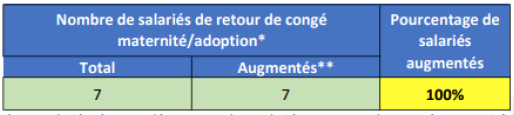 Nombre de salariés de retour de congé
maternité/adoption*
Pourcentage de
salariés
augmentés
Total
Augmentés**
7
7
100%